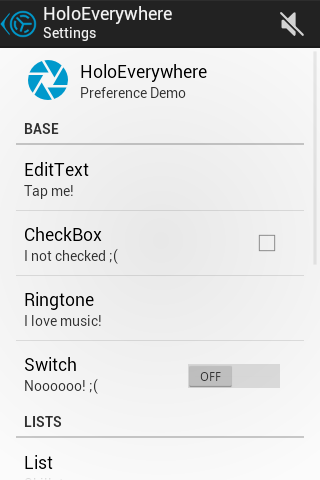 HoloEverywhere
Settings
HoloEverywhere
Preference Demo
BASE
EditText
Tap me!
CheckBox
I not checked ;(
Ringtone
I love music!
Switch
Noooooo! ;(
OFF
LISTS
List